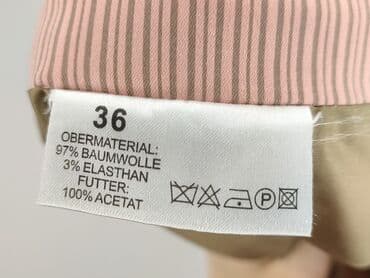 36
OBERMATERIAL:
97% BAUMWOLLE
3% ELASTHAN
FUTTER:
100% ACETAT
P